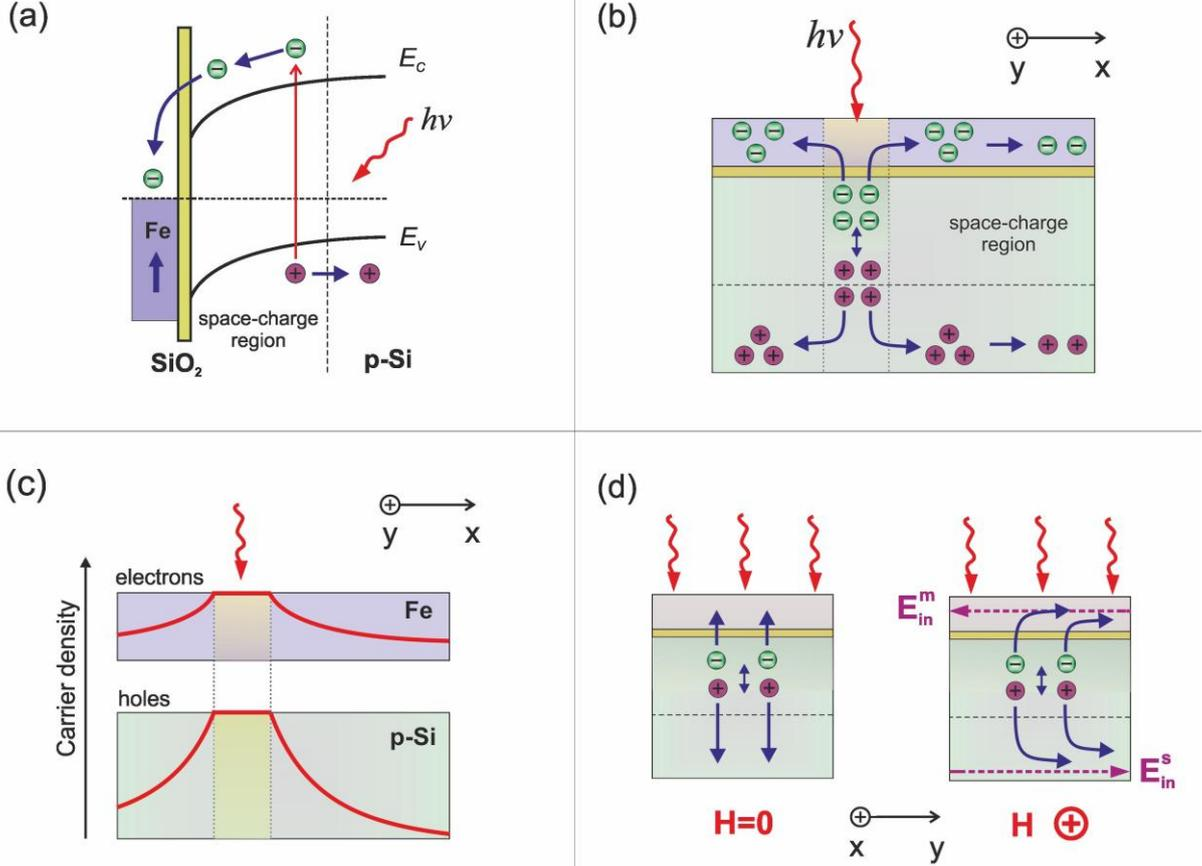 (a)
E_C
hν
Fe
E_V
space-charge
region
SiO₂
p-Si
(b)
hν
y
x
space-charge
region
(c)
y
x
electrons
Fe
Carrier density
holes
p-Si
(d)
E_in^m
E_in^s
H=0
x
y
H